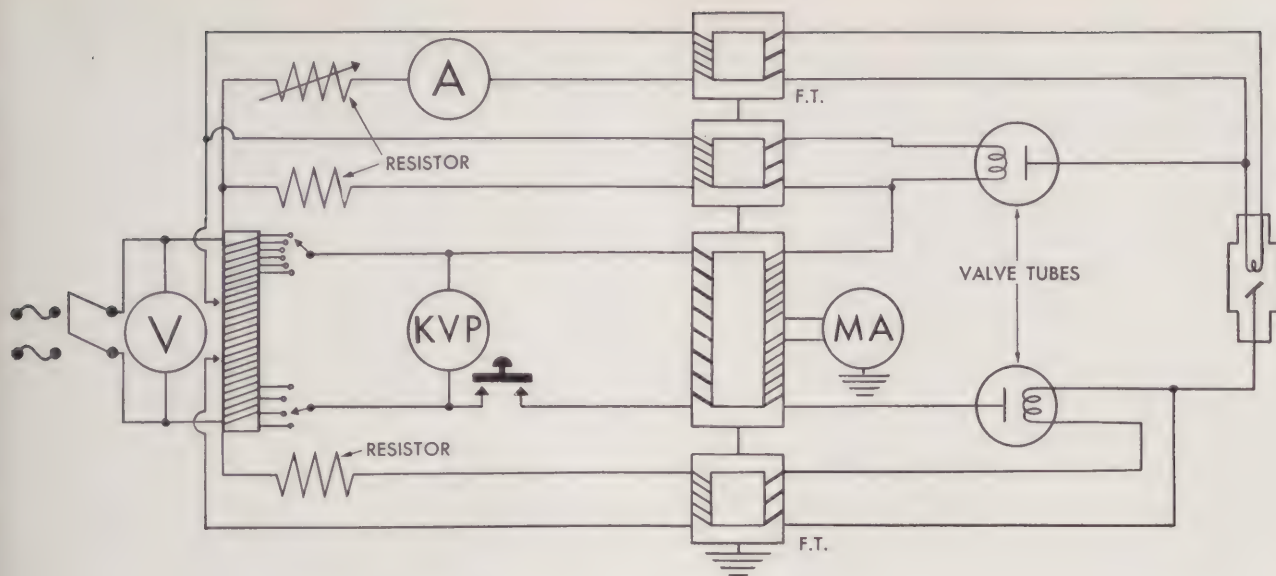 A
F.T.
RESISTOR
VALVE TUBES
V
KVP
MA
RESISTOR
F.T.